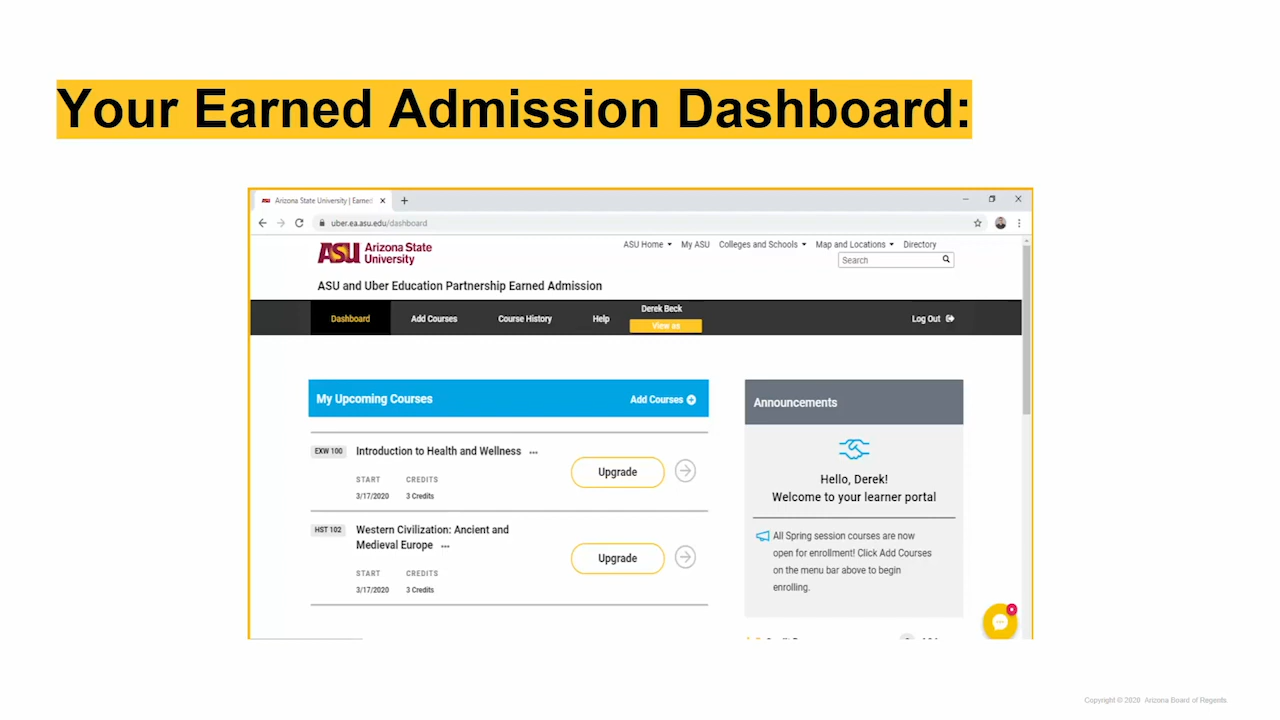 Your Earned Admission Dashboard:
Arizona State University | Earned
uber.ea.asu.edu/dashboard
ASU Arizona State University
ASU Home My ASU Colleges and Schools Map and Locations Directory
Search
ASU and Uber Education Partnership Earned Admission
Dashboard Add Courses Course History Help Derek Beck Log Out
View as
My Upcoming Courses Add Courses
EXW 100 Introduction to Health and Wellness ...
START CREDITS
3/17/2020 3 Credits
Upgrade
HST 102 Western Civilization: Ancient and
Medieval Europe ...
START CREDITS
3/17/2020 3 Credits
Upgrade
Announcements
Hello, Derek!
Welcome to your learner portal
All Spring session courses are now
open for enrollment! Click Add Courses
on the menu bar above to begin
enrolling.
Copyright © 2020 Arizona Board of Regents